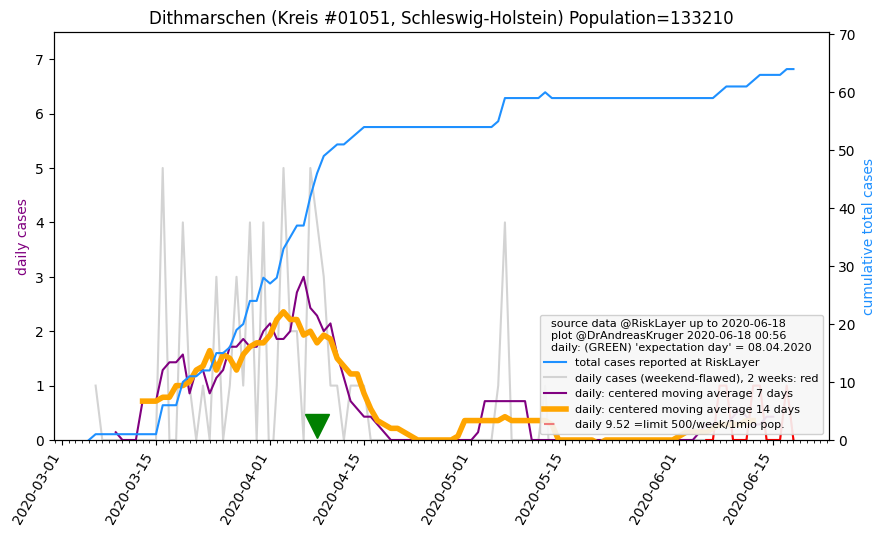 Dithmarschen (Kreis #01051, Schleswig-Holstein) Population=133210
daily cases
7
6
5
4
3
2
1
0
70
60
50
40
30
20
10
0
cumulative total cases
source data @RiskLayer up to 2020-06-18
plot @DrAndreasKruger 2020-06-18 00:56
daily: (GREEN) 'expectation day' = 08.04.2020
total cases reported at RiskLayer
daily cases (weekend-flawed), 2 weeks: red
daily: centered moving average 7 days
daily: centered moving average 14 days
daily 9.52 =limit 500/week/1mio pop.
2020-03-01
2020-03-15
2020-04-01
2020-04-15
2020-05-01
2020-05-15
2020-06-01
2020-06-15